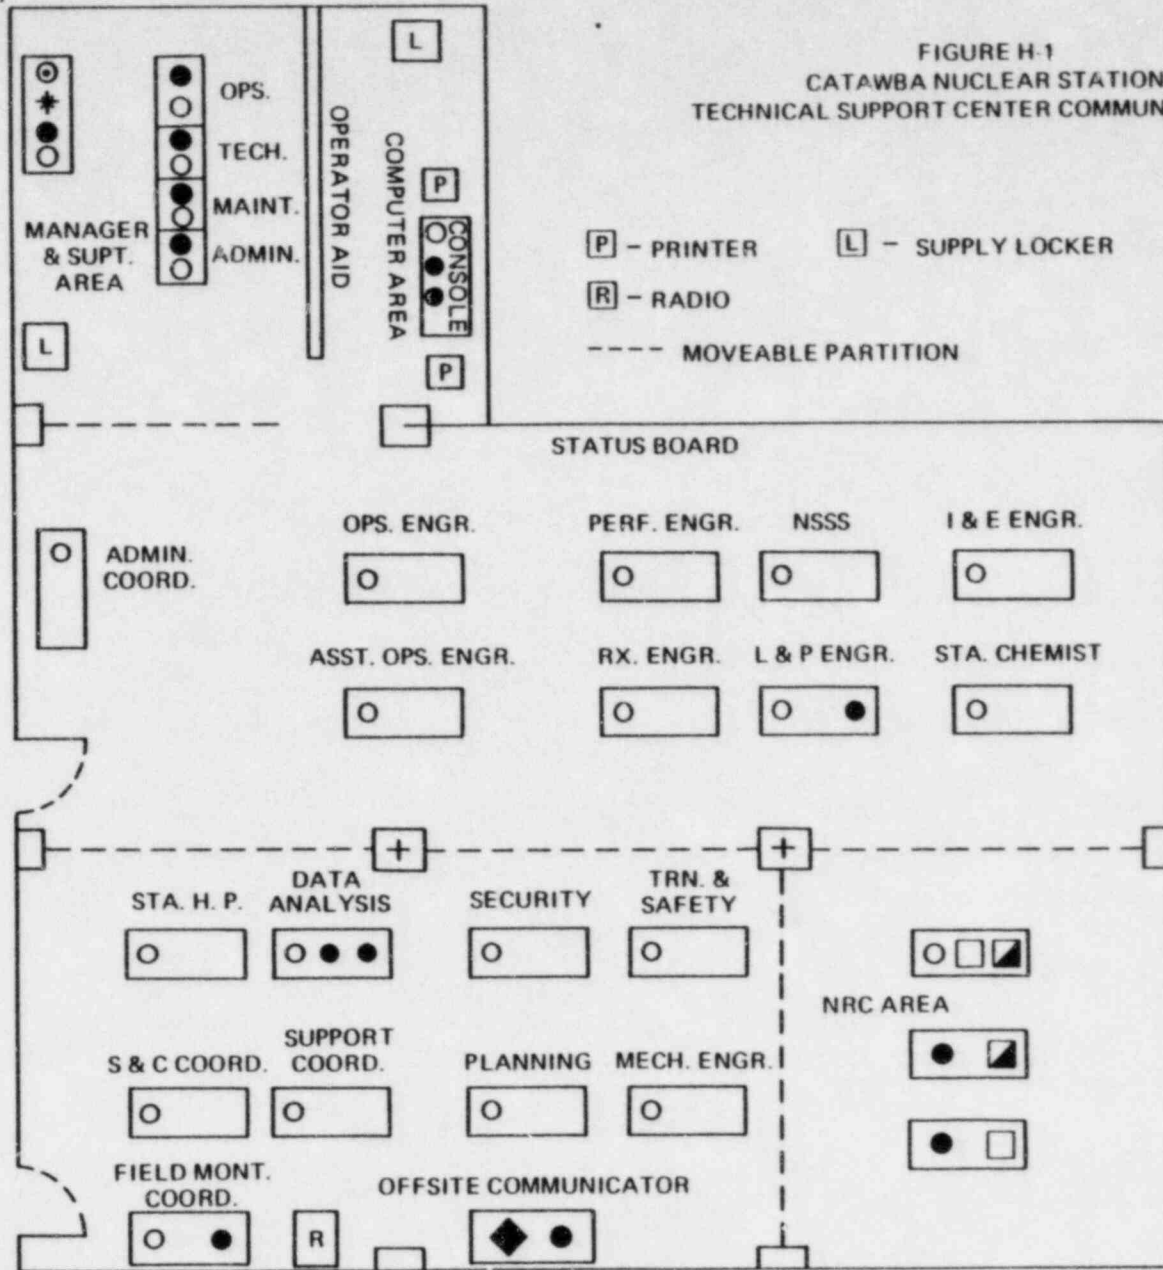 FIGURE H-1
CATAWBA NUCLEAR STATION
TECHNICAL SUPPORT CENTER COMMUN
L
OPS.
TECH.
MAINT.
ADMIN.
MANAGER
& SUPT.
AREA
L
OPERATOR AID
COMPUTER AREA
P
CONSOLE
P
P - PRINTER
L - SUPPLY LOCKER
R - RADIO
---- MOVEABLE PARTITION
STATUS BOARD
ADMIN.
COORD.
OPS. ENGR.
PERF. ENGR.
NSSS
I & E ENGR.
ASST. OPS. ENGR.
RX. ENGR.
L & P ENGR.
STA. CHEMIST
STA. H. P.
DATA
ANALYSIS
SECURITY
TRN. &
SAFETY
NRC AREA
S & C COORD.
SUPPORT
COORD.
PLANNING
MECH. ENGR.
FIELD MONT.
COORD.
R
OFFSITE COMMUNICATOR